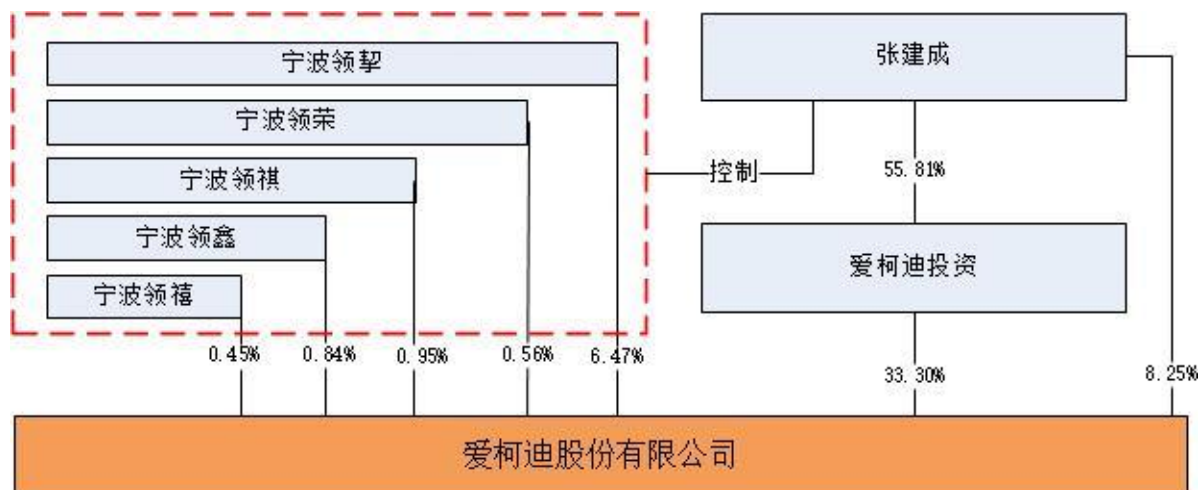 宁波领挈
宁波领荣
宁波领祺
宁波领鑫
宁波领禧
张建成
控制
55.81%
爱柯迪投资
0.45%
0.84%
0.95%
0.56%
6.47%
33.30%
8.25%
爱柯迪股份有限公司